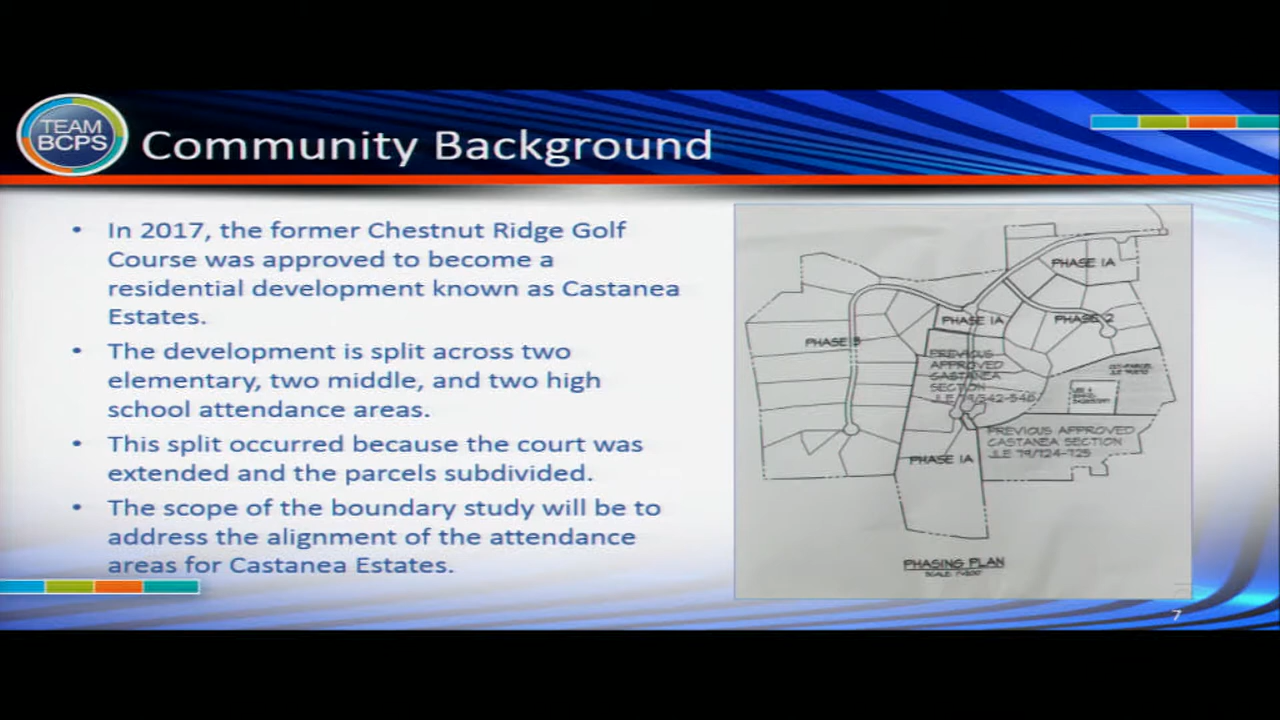 TEAM
BCPS
Community Background
• In 2017, the former Chestnut Ridge Golf
Course was approved to become a
residential development known as Castanea
Estates.
• The development is split across two
elementary, two middle, and two high
school attendance areas.
• This split occurred because the court was
extended and the parcels subdivided.
• The scope of the boundary study will be to
address the alignment of the attendance
areas for Castanea Estates.
PHASE 1A
PHASE 1A
PHASE 2
PHASE 3
PREVIOUS
APPROVED
CASTANEA
SECTION
PREVIOUS APPROVED
CASTANEA SECTION
JLE 79/124-725
PHASE 1A
PHASING PLAN
7